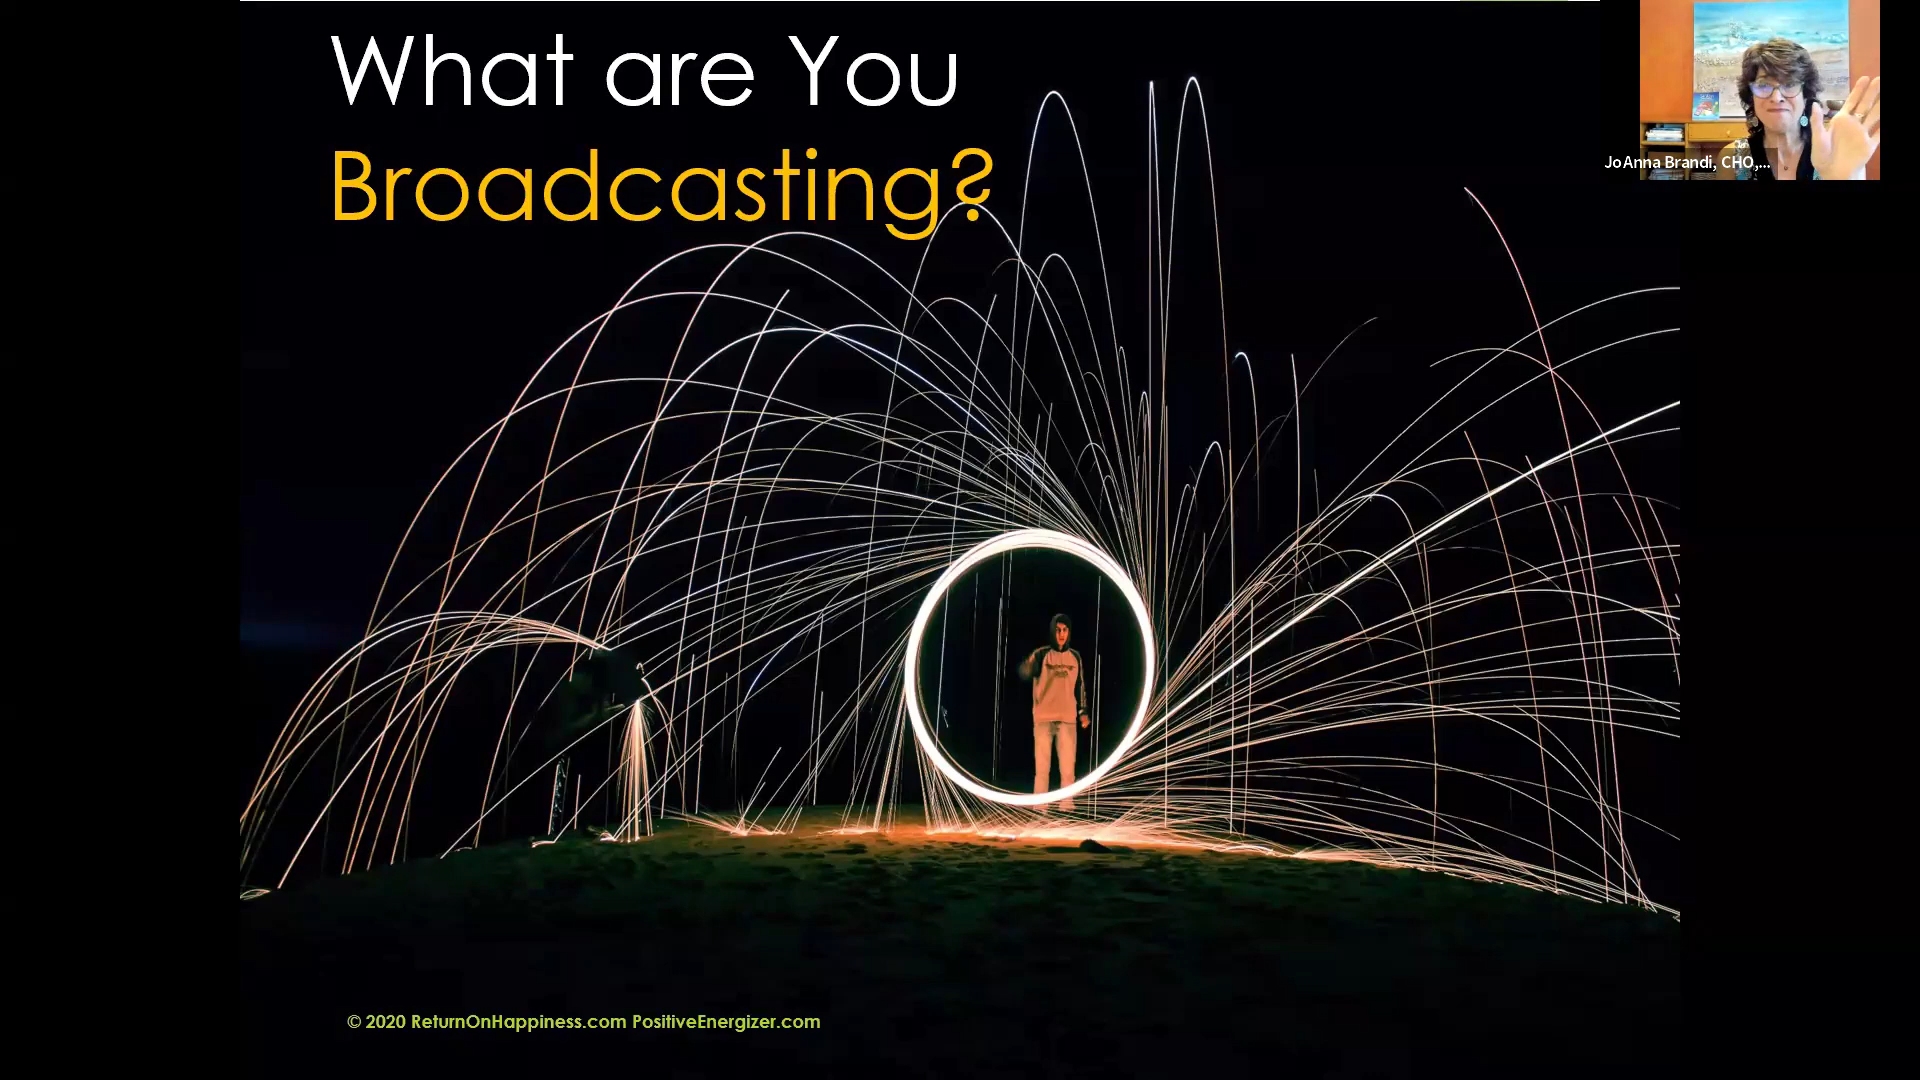 What are You
Broadcasting?
JoAnna Brandi, CHO,...
© 2020 ReturnOnHappiness.com PositiveEnergizer.com